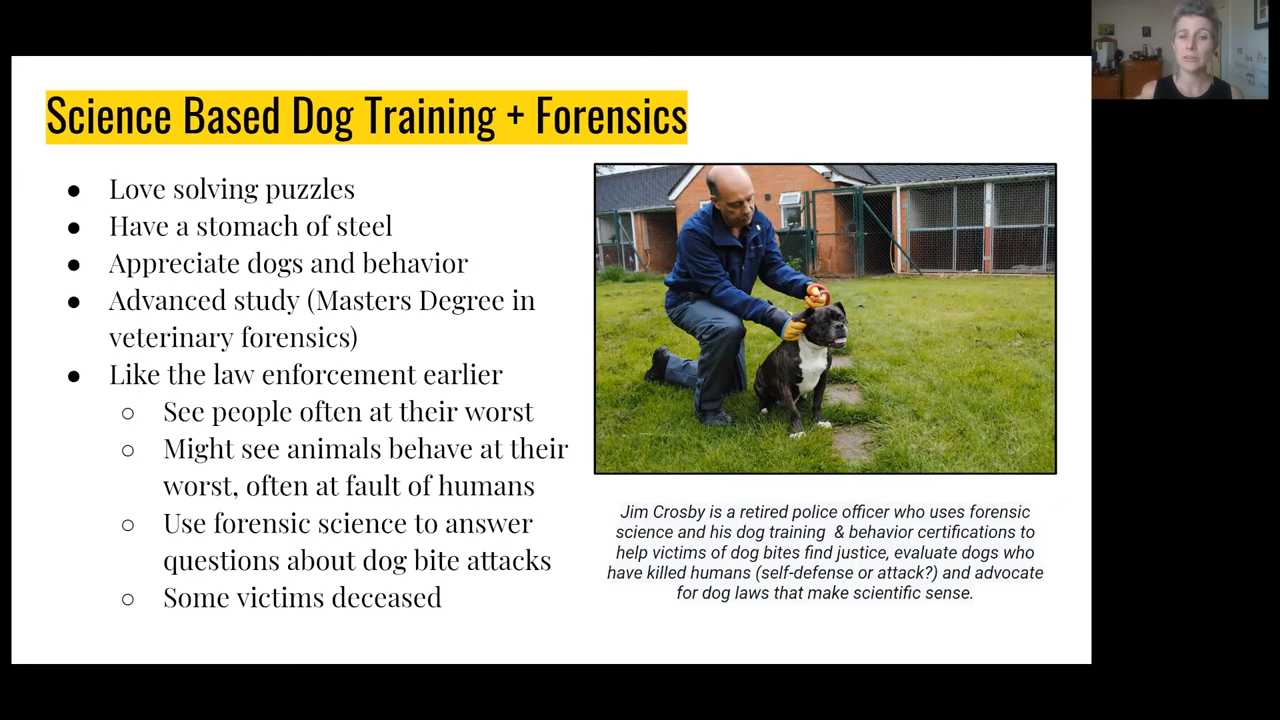 Science Based Dog Training + Forensics
● Love solving puzzles
● Have a stomach of steel
● Appreciate dogs and behavior
● Advanced study (Masters Degree in
veterinary forensics)
● Like the law enforcement earlier
○ See people often at their worst
○ Might see animals behave at their
worst, often at fault of humans
○ Use forensic science to answer
questions about dog bite attacks
○ Some victims deceased
Jim Crosby is a retired police officer who uses forensic
science and his dog training & behavior certifications to
help victims of dog bites find justice, evaluate dogs who
have killed humans (self-defense or attack?) and advocate
for dog laws that make scientific sense.